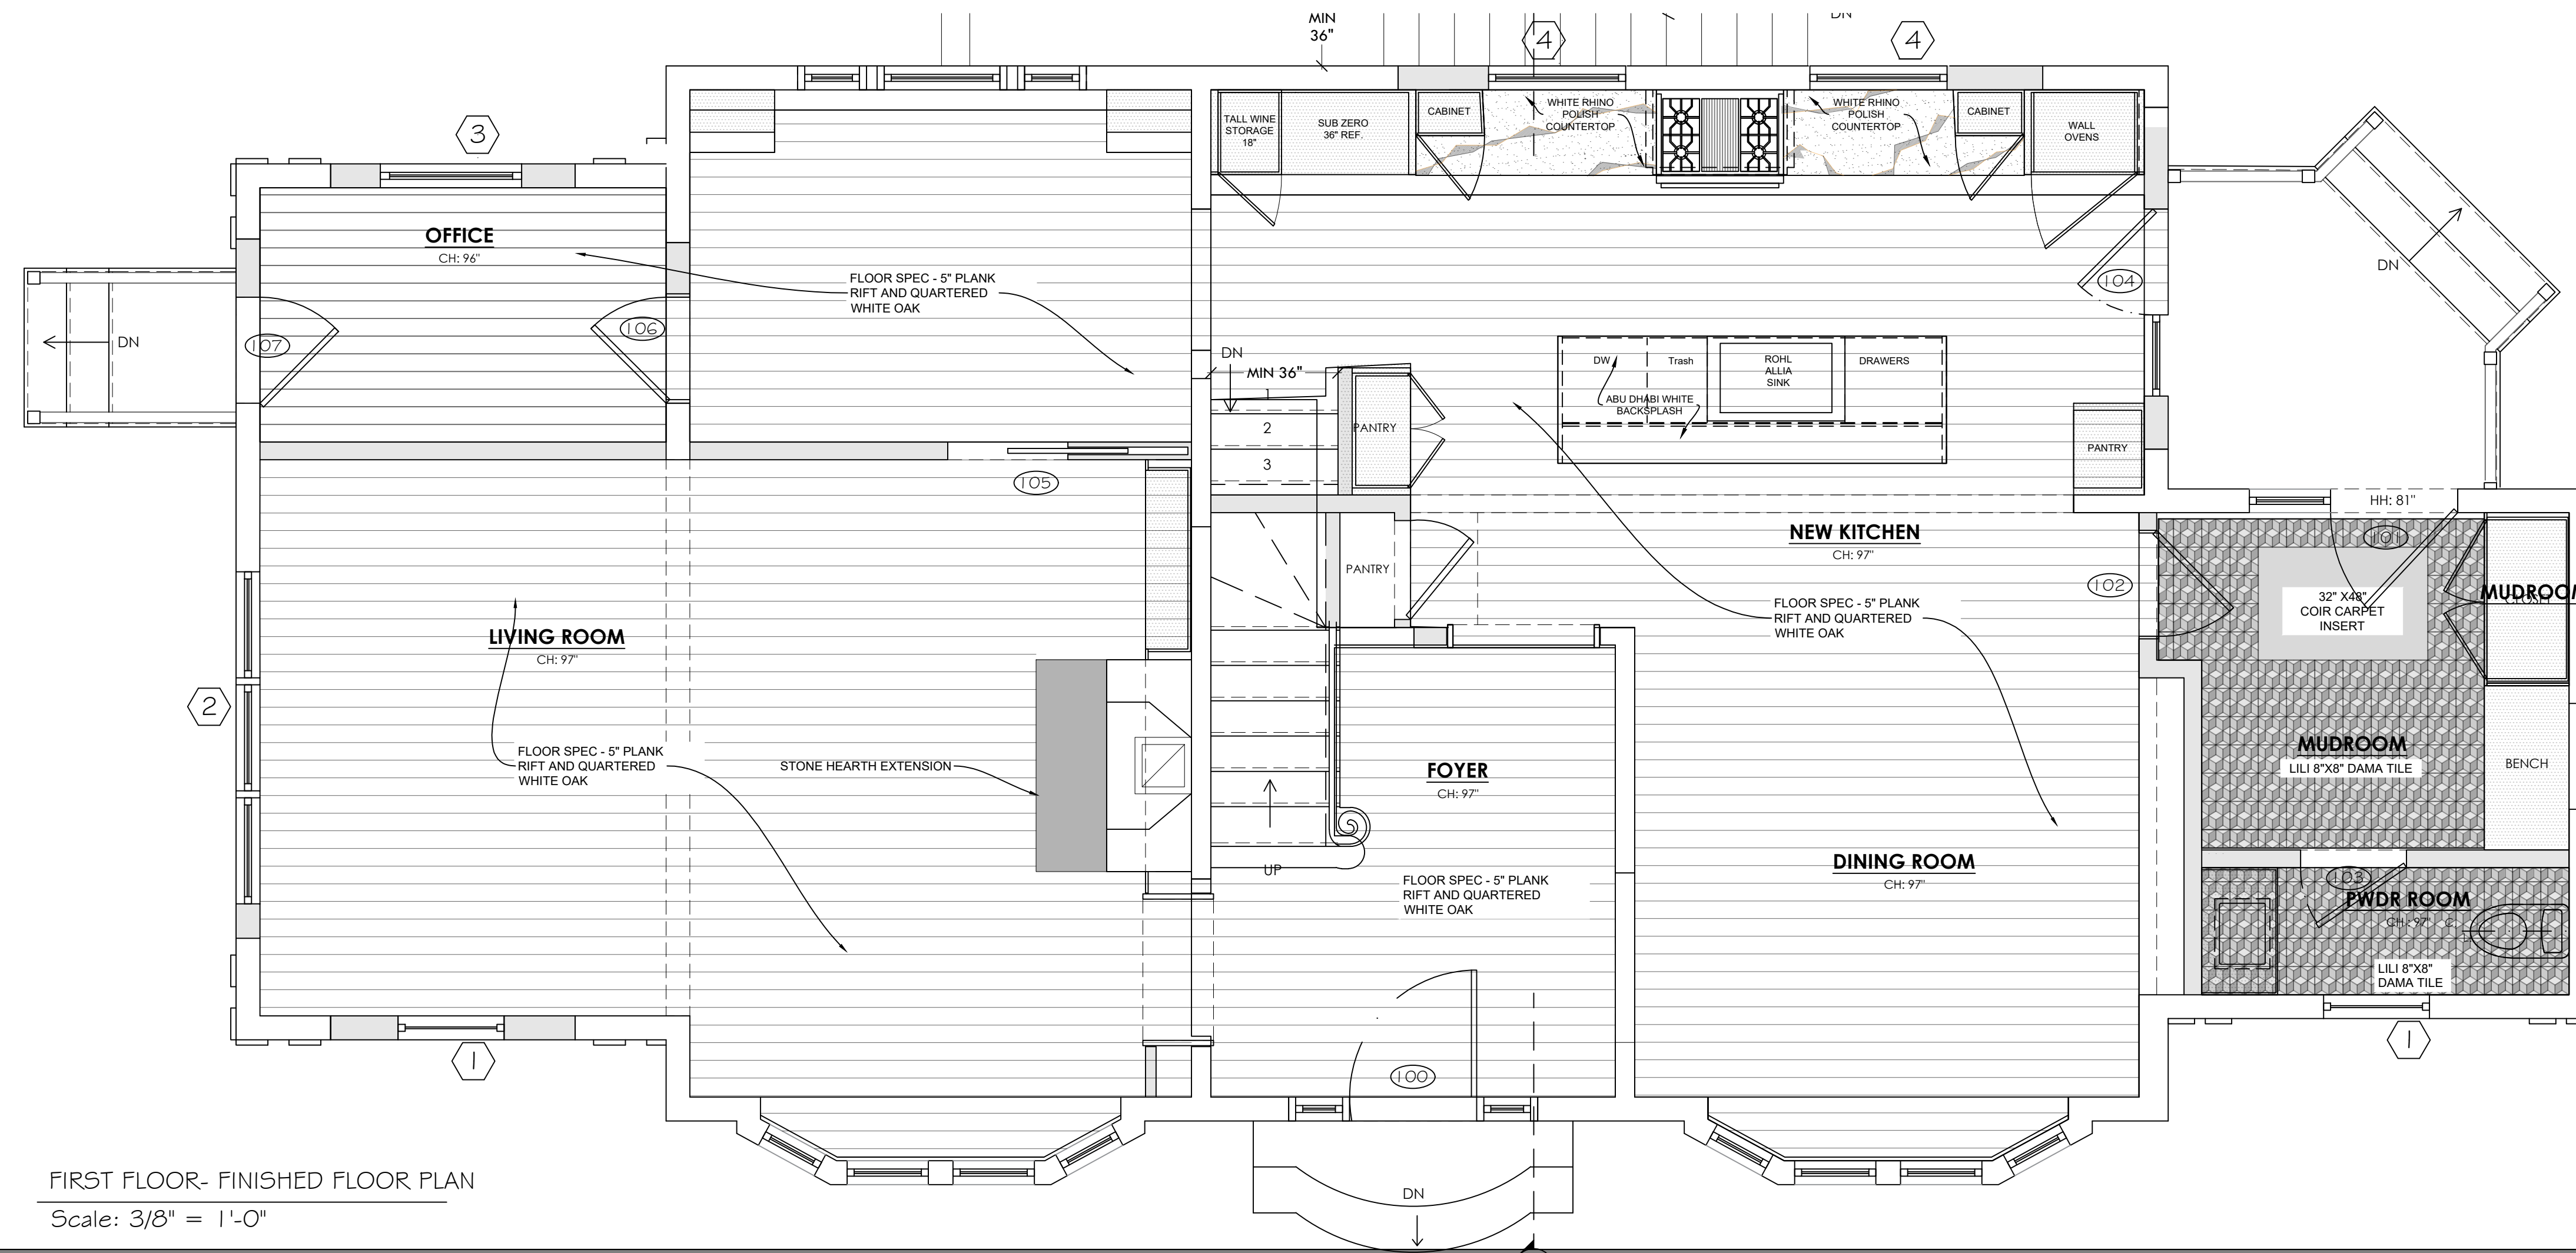 MIN
36"
DN
4
4
3
TALL WINE
STORAGE
18"
SUB ZERO
36" REF.
CABINET
WHITE RHINO
POLISH
COUNTERTOP
WHITE RHINO
POLISH
COUNTERTOP
CABINET
WALL
OVENS
OFFICE
CH: 96"
FLOOR SPEC - 5" PLANK
RIFT AND QUARTERED
WHITE OAK
DN
104
107
DN
106
DN
MIN 36"
1
2
3
PANTRY
DW
Trash
ROHL
ALLIA
SINK
DRAWERS
ABU DHABI WHITE
BACKSPLASH
PANTRY
105
HH: 81"
NEW KITCHEN
CH: 97"
101
PANTRY
102
32" X48"
COIR CARPET
INSERT
MUDROOM
CLOSET
FLOOR SPEC - 5" PLANK
RIFT AND QUARTERED
WHITE OAK
LIVING ROOM
CH: 97"
2
FLOOR SPEC - 5" PLANK
RIFT AND QUARTERED
WHITE OAK
STONE HEARTH EXTENSION
FOYER
CH: 97"
MUDROOM
LILI 8"X8" DAMA TILE
BENCH
UP
FLOOR SPEC - 5" PLANK
RIFT AND QUARTERED
WHITE OAK
DINING ROOM
CH: 97"
103
PWDR ROOM
CH: 97"
LILI 8"X8"
DAMA TILE
1
100
1
DN
FIRST FLOOR- FINISHED FLOOR PLAN
Scale: 3/8" = 1'-0"